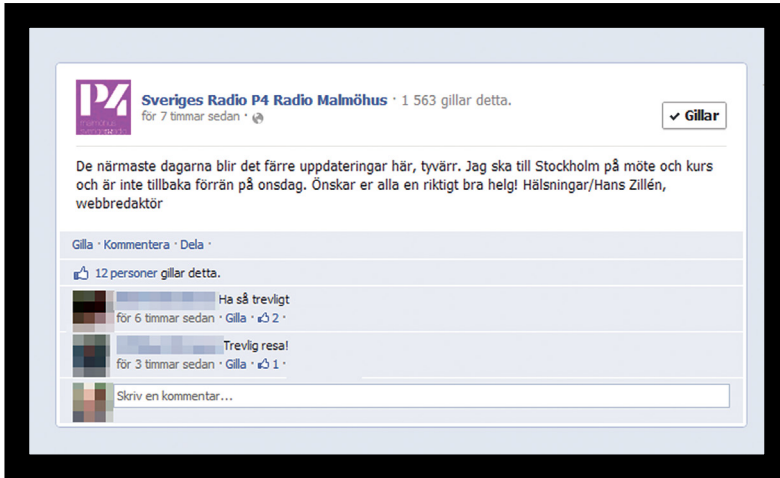 P4
Sveriges Radio P4 Radio Malmöhus · 1 563 gillar detta.
för 7 timmar sedan ·
✓ Gillar
De närmaste dagarna blir det färre uppdateringar här, tyvärr. Jag ska till Stockholm på möte och kurs
och är inte tillbaka förrän på onsdag. Önskar er alla en riktigt bra helg! Hälsningar/Hans Zillén,
webbredaktör
Gilla · Kommentera · Dela ·
12 personer gillar detta.
Ha så trevligt
för 6 timmar sedan · Gilla · 2 ·
Trevlig resa!
för 3 timmar sedan · Gilla · 1 ·
Skriv en kommentar...